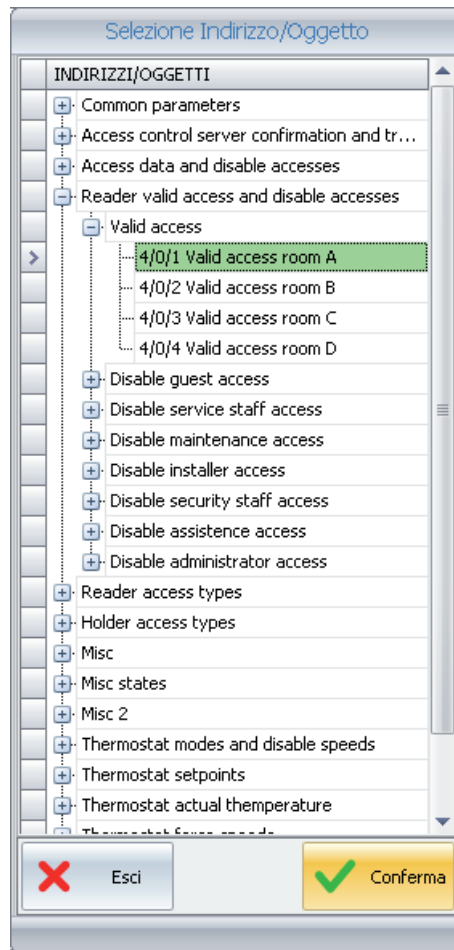 Selezione Indirizzo/Oggetto
INDIRIZZI/OGGETTI
Common parameters
Access control server confirmation and tr...
Access data and disable accesses
Reader valid access and disable accesses
Valid access
4/0/1 Valid access room A
4/0/2 Valid access room B
4/0/3 Valid access room C
4/0/4 Valid access room D
Disable guest access
Disable service staff access
Disable maintenance access
Disable installer access
Disable security staff access
Disable assistence access
Disable administrator access
Reader access types
Holder access types
Misc
Misc states
Misc 2
Thermostat modes and disable speeds
Thermostat setpoints
Thermostat actual themperature
Thermostat force speeds
Esci
Conferma